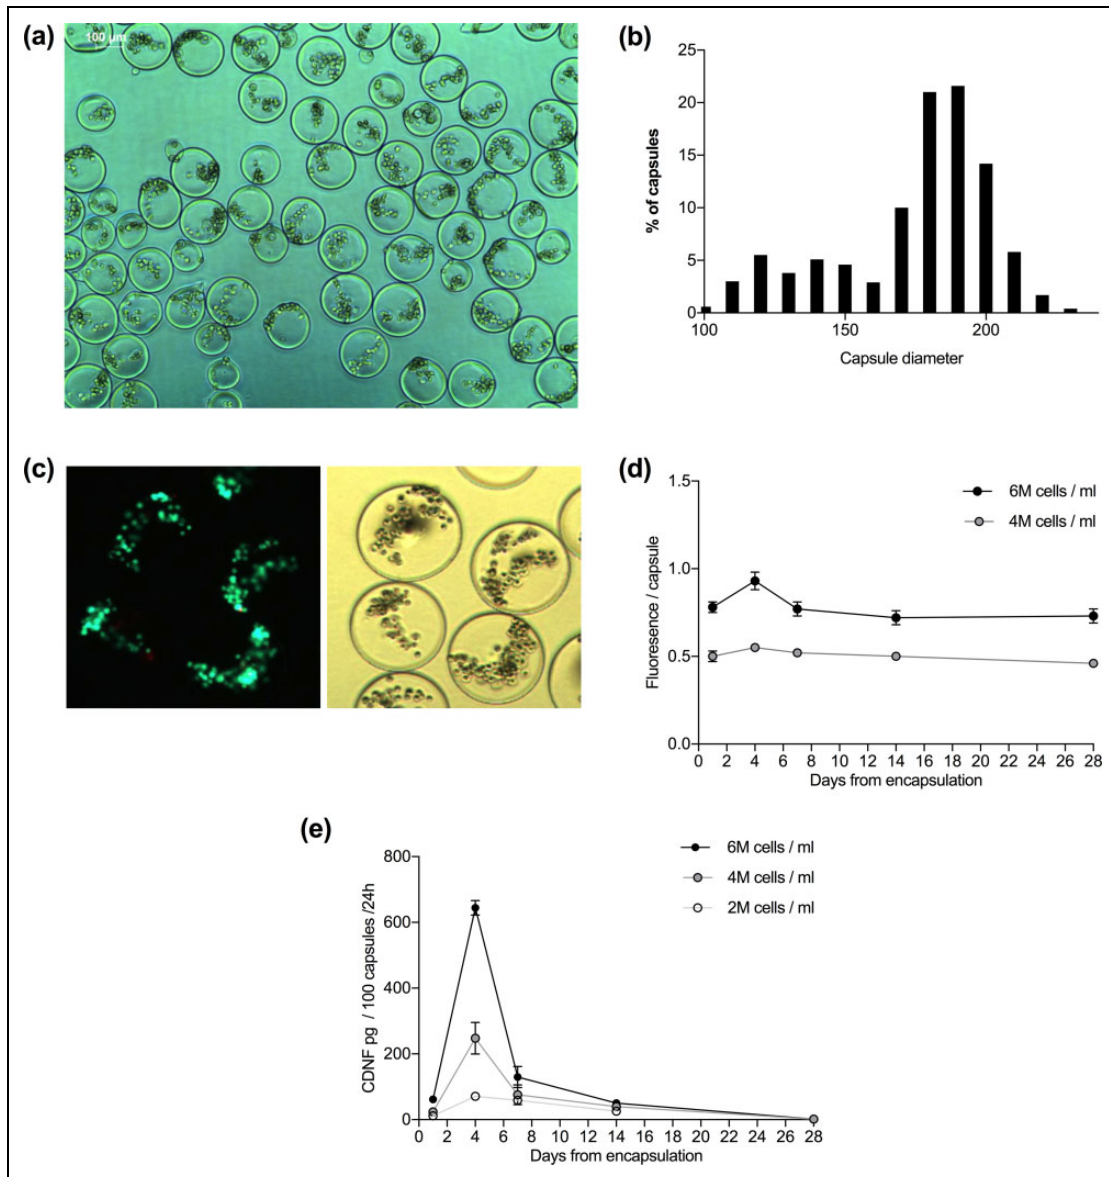 (a)
100 µm
(b)
25
20
15
10
5
0
% of capsules
100
150
200
Capsule diameter
(c)
(d)
1.5
1.0
0.5
0.0
Fluoresence / capsule
6M cells / ml
4M cells / ml
0 2 4 6 8 10 12 14 16 18 20 22 24 26 28
Days from encapsulation
(e)
800
600
400
200
0
CDNF pg / 100 capsules /24h
6M cells / ml
4M cells / ml
2M cells / ml
0 2 4 6 8 10 12 14 16 18 20 22 24 26 28
Days from encapsulation